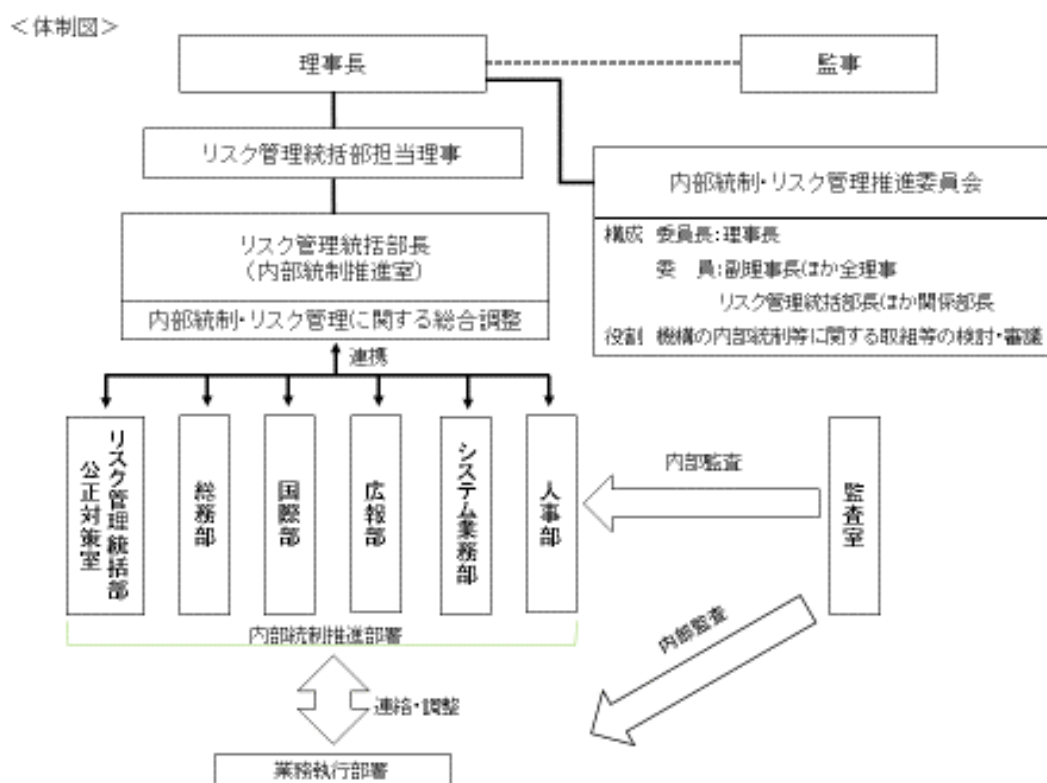 ＜体制図＞
理事長
監事
リスク管理統括部担当理事
内部統制・リスク管理推進委員会
構成 委員長：理事長
委 員：副理事長ほか全理事
リスク管理統括部長ほか関係部長
役割 機構の内部統制等に関する取組等の検討・審議
リスク管理統括部長
（内部統制推進室）
内部統制・リスク管理に関する総合調整
連携
リスク管理統括部
公正対策室
総務部
国際部
広報部
システム業務部
人事部
内部監査
監査室
内部統制推進部署
内部監査
連絡・調整
業務執行部署